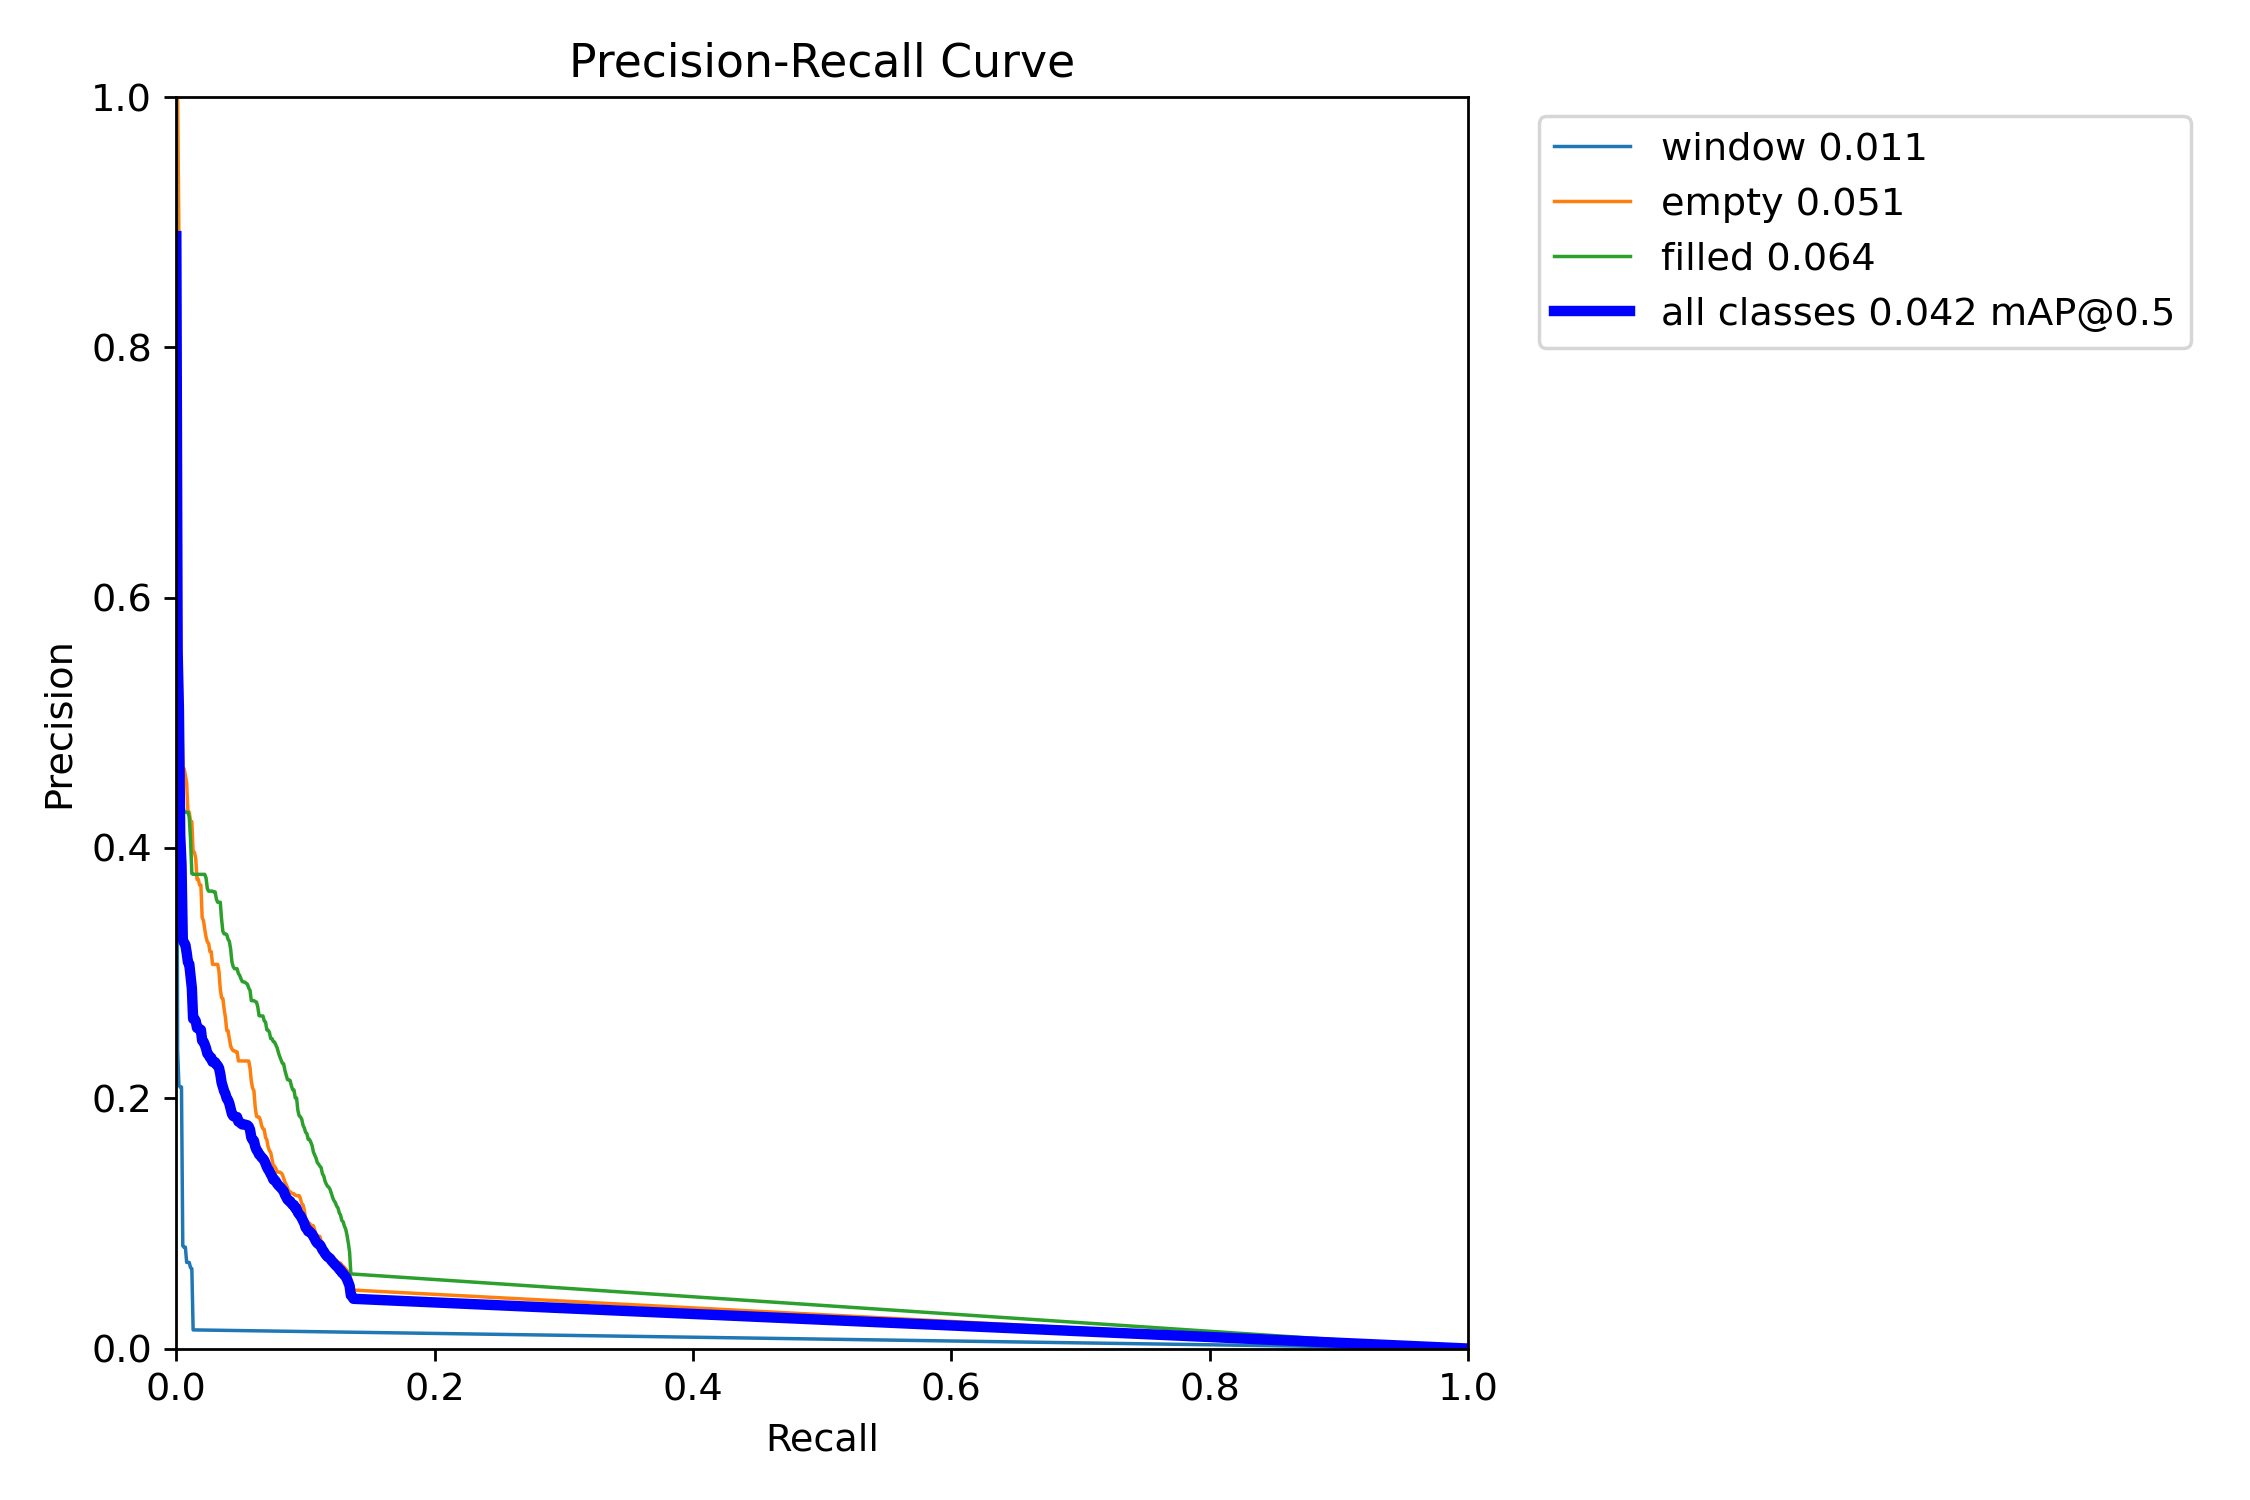 Precision-Recall Curve
1.0
0.8
0.6
0.4
0.2
0.0
Precision
0.0 0.2 0.4 0.6 0.8 1.0
Recall
window 0.011
empty 0.051
filled 0.064
all classes 0.042 mAP@0.5